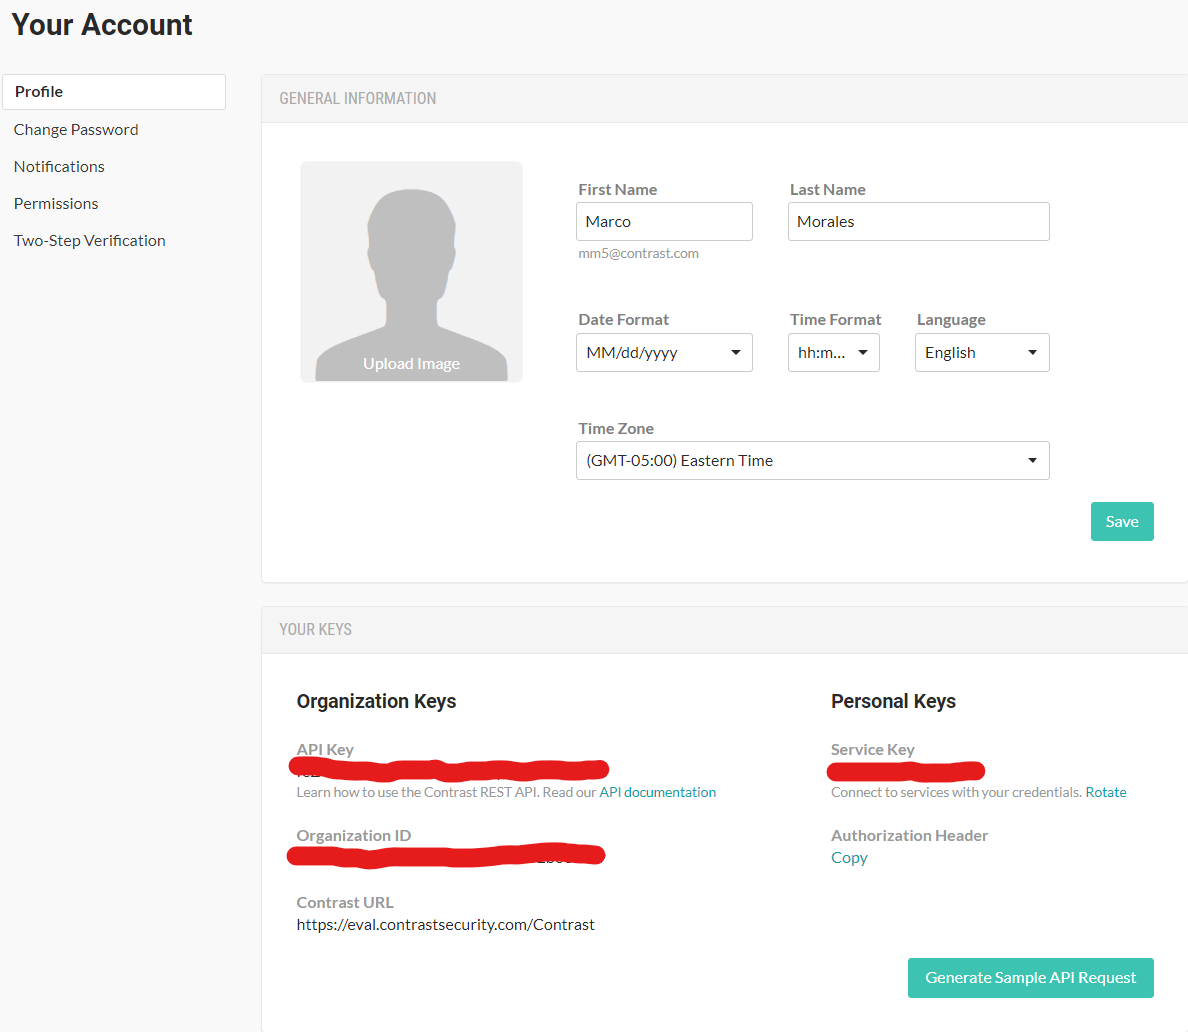 Your Account
Profile
Change Password
Notifications
Permissions
Two-Step Verification
GENERAL INFORMATION
Upload Image
First Name
Last Name
Marco
Morales
mm5@contrast.com
Date Format
Time Format
Language
MM/dd/yyyy
hh:m...
English
Time Zone
(GMT-05:00) Eastern Time
Save
YOUR KEYS
Organization Keys
Personal Keys
API Key
Service Key
Learn how to use the Contrast REST API. Read our API documentation
Connect to services with your credentials. Rotate
Organization ID
Authorization Header
Copy
Contrast URL
https://eval.contrastsecurity.com/Contrast
Generate Sample API Request